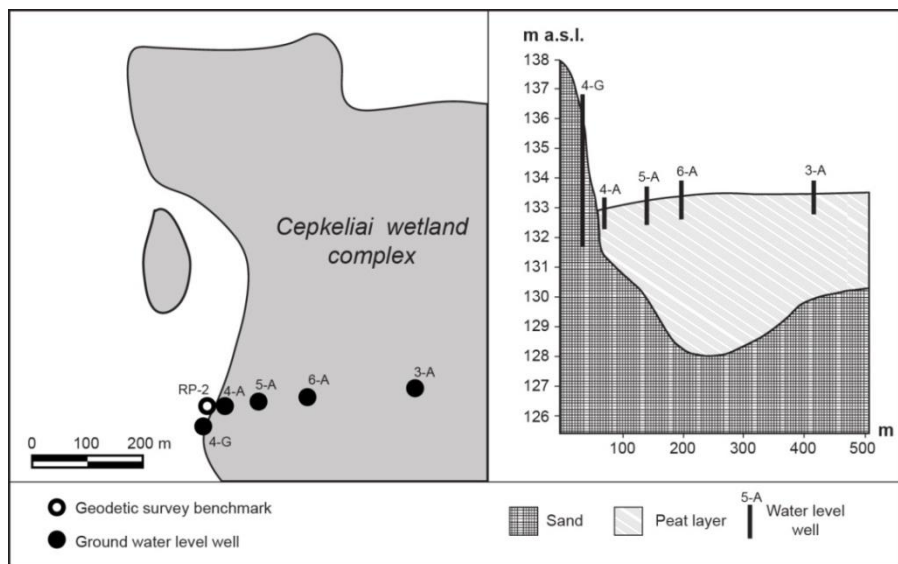 Cepkeliai wetland
complex
RP-2
4-A
5-A
6-A
3-A
4-G
0 100 200 m
m a.s.l.
138
137
136
135
134
133
132
131
130
129
128
127
126
4-G
4-A
5-A
6-A
3-A
100 200 300 400 500 m
Geodetic survey benchmark
Ground water level well
Sand
Peat layer
5-A
Water level
well